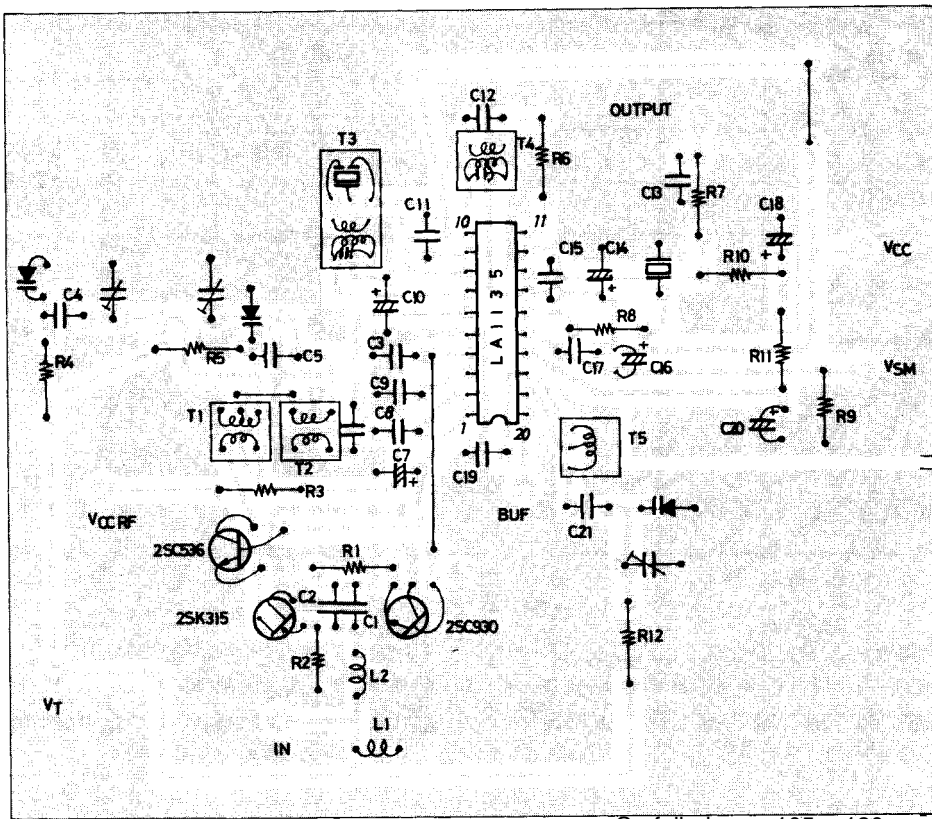 C12
OUTPUT
T3
T4
R6
C11
10
11
C13
R7
C18
C15
C14
VCC
R10
C4
C10
LA1135
R8
C3
R4
R5
C5
C17
C16
R11
VSM
C9
T1
C8
1
20
C20
R9
T5
T2
C7
C19
R3
VCCRF
BUF
C21
2SC536
R1
2SK315
C2
C1
2SC930
R12
R2
L2
VT
L1
IN